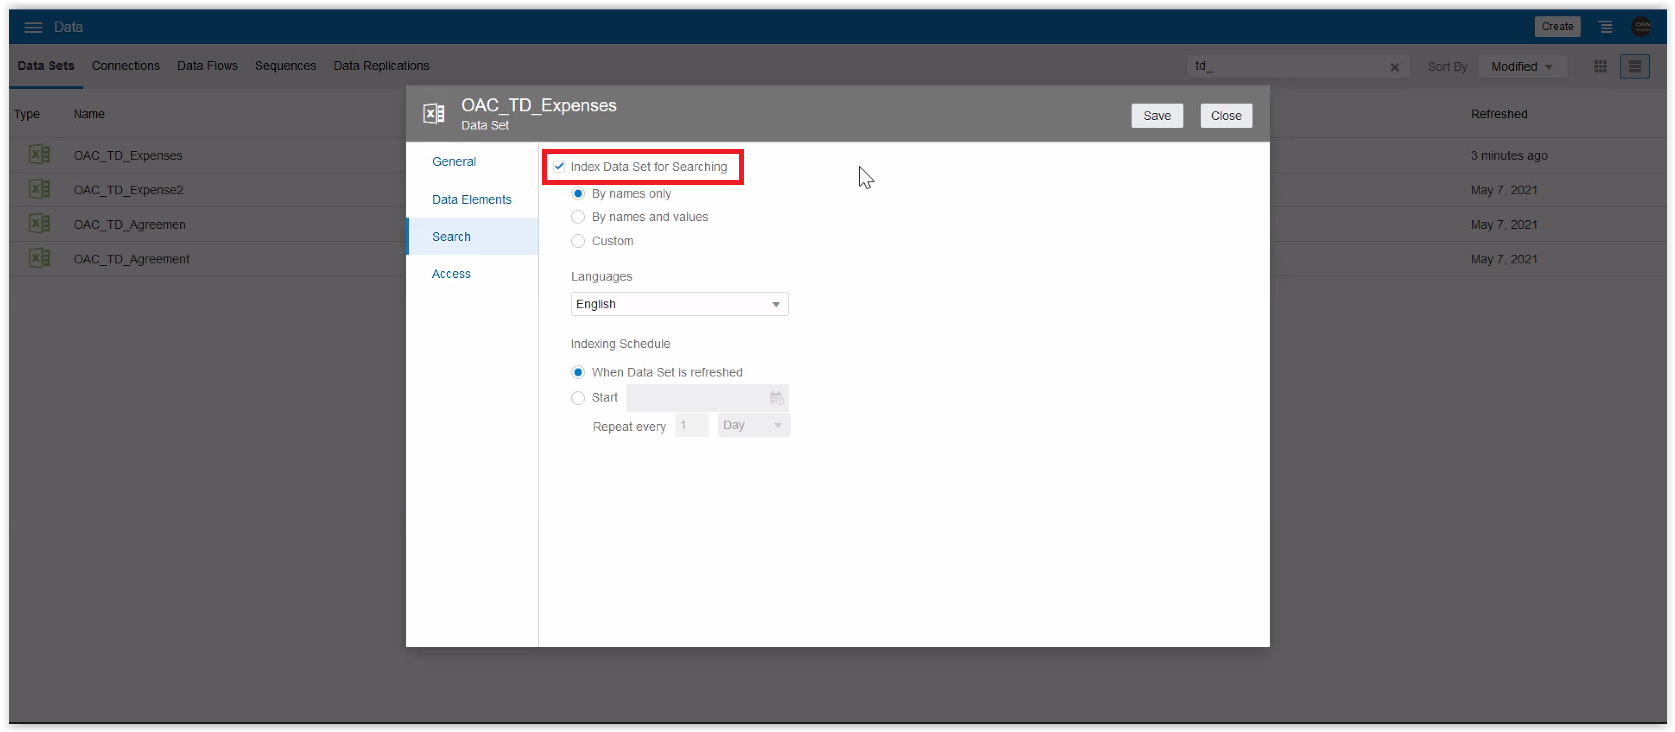 Data
Create
Data Sets Connections Data Flows Sequences Data Replications
td_
Sort By Modified
Type Name Refreshed
OAC_TD_Expenses 3 minutes ago
OAC_TD_Expense2 May 7, 2021
OAC_TD_Agreemen May 7, 2021
OAC_TD_Agreement May 7, 2021
OAC_TD_Expenses
Data Set
Save Close
General
Data Elements
Search
Access
Index Data Set for Searching
By names only
By names and values
Custom
Languages
English
Indexing Schedule
When Data Set is refreshed
Start
Repeat every 1 Day